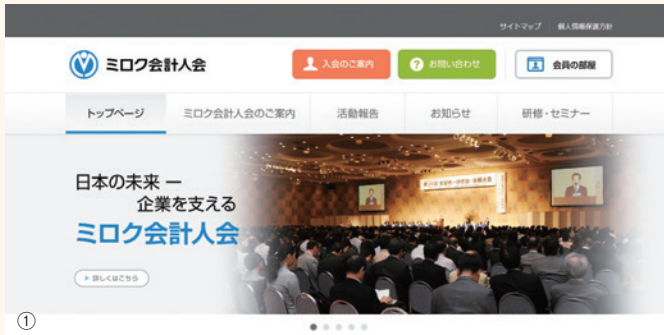 サイトマップ 個人情報保護方針
ミロク会計人会
入会のご案内
お問い合わせ
会員の部屋
トップページ
ミロク会計人会のご案内
活動報告
お知らせ
研修・セミナー
日本の未来 ―
企業を支える
ミロク会計人会
詳しくはこちら
①